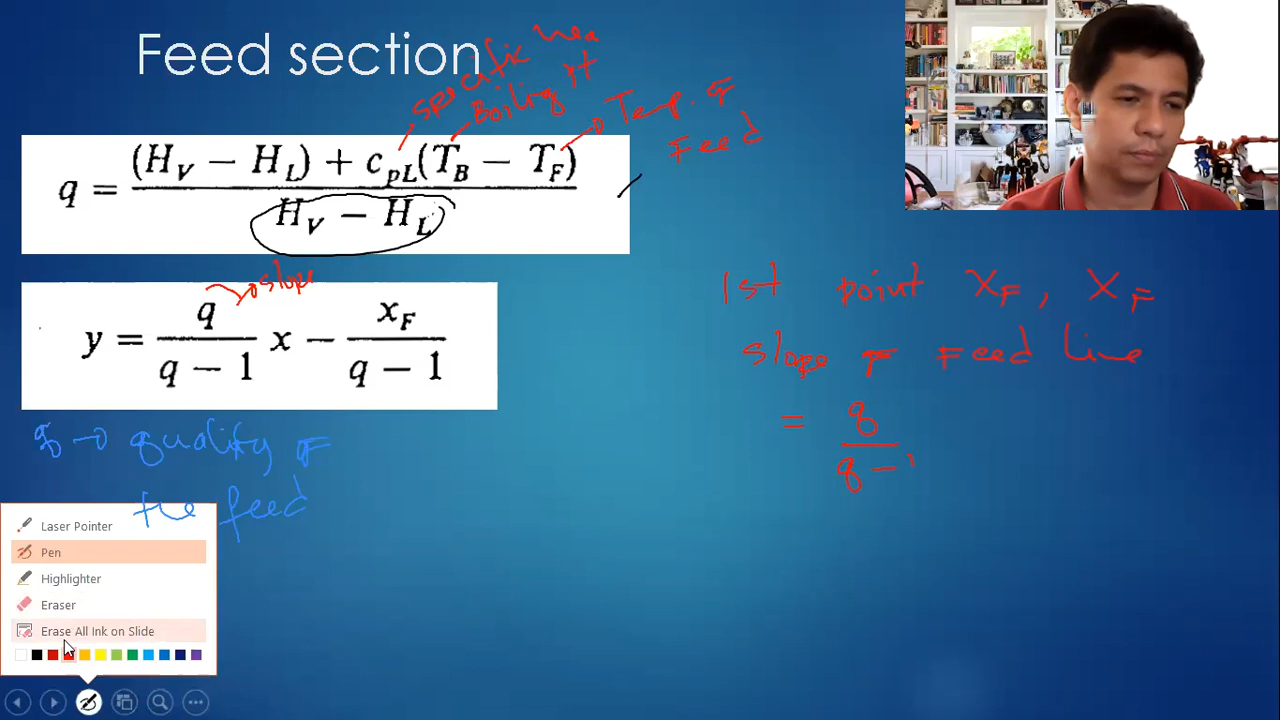 Feed section
specific hea
Boiling pt
Temp. of
Feed
q = (H_V − H_L) + c_pL(T_B − T_F) / H_V − H_L
slope
y = q / q − 1 x − x_F / q − 1
q → quality of
the feed
1st point X_F, X_F
slope of Feed line
= q / q − 1
Laser Pointer
Pen
Highlighter
Eraser
Erase All Ink on Slide